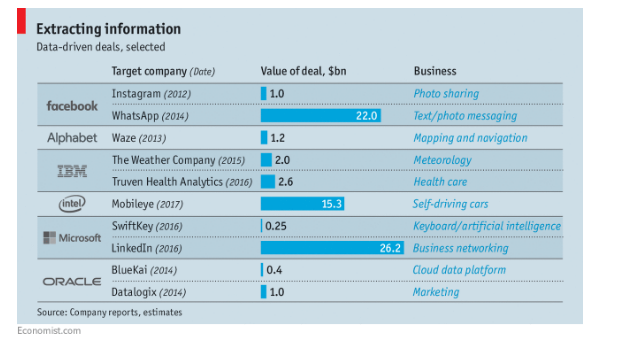 Extracting information
Data-driven deals, selected
Target company (Date) Value of deal, $bn Business
facebook
Instagram (2012) 1.0 Photo sharing
WhatsApp (2014) 22.0 Text/photo messaging
Alphabet Waze (2013) 1.2 Mapping and navigation
IBM
The Weather Company (2015) 2.0 Meteorology
Truven Health Analytics (2016) 2.6 Health care
intel Mobileye (2017) 15.3 Self-driving cars
Microsoft
SwiftKey (2016) 0.25 Keyboard/artificial intelligence
LinkedIn (2016) 26.2 Business networking
ORACLE
BlueKai (2014) 0.4 Cloud data platform
Datalogix (2014) 1.0 Marketing
Source: Company reports, estimates
Economist.com